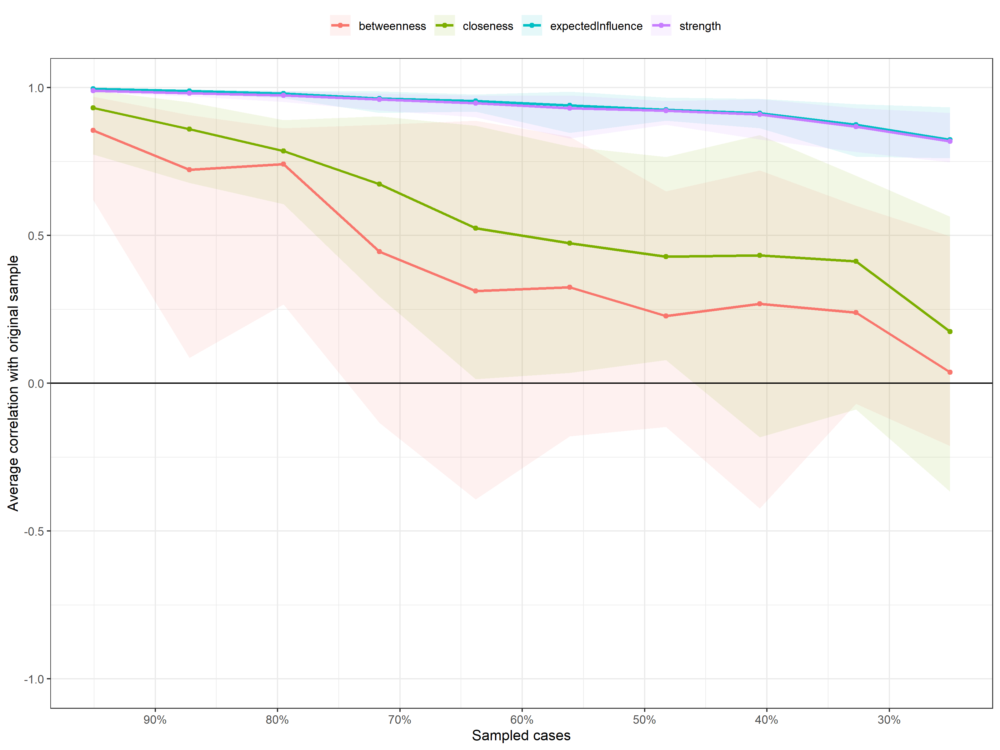 betweenness closeness expectedInfluence strength
1.0
0.5
0.0
-0.5
-1.0
Average correlation with original sample
90% 80% 70% 60% 50% 40% 30%
Sampled cases